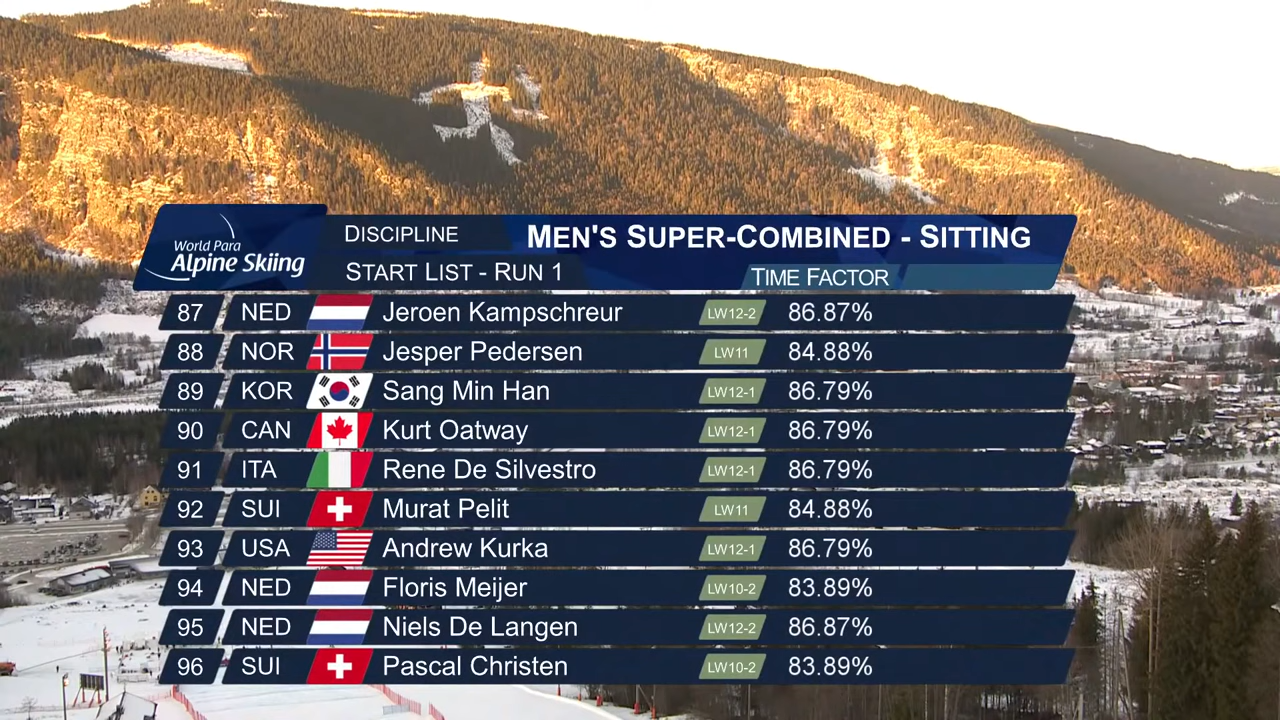 World Para
Alpine Skiing
DISCIPLINE MEN'S SUPER-COMBINED - SITTING
START LIST - RUN 1 TIME FACTOR
87 NED Jeroen Kampschreur LW12-2 86.87%
88 NOR Jesper Pedersen LW11 84.88%
89 KOR Sang Min Han LW12-1 86.79%
90 CAN Kurt Oatway LW12-1 86.79%
91 ITA Rene De Silvestro LW12-1 86.79%
92 SUI Murat Pelit LW11 84.88%
93 USA Andrew Kurka LW12-1 86.79%
94 NED Floris Meijer LW10-2 83.89%
95 NED Niels De Langen LW12-2 86.87%
96 SUI Pascal Christen LW10-2 83.89%